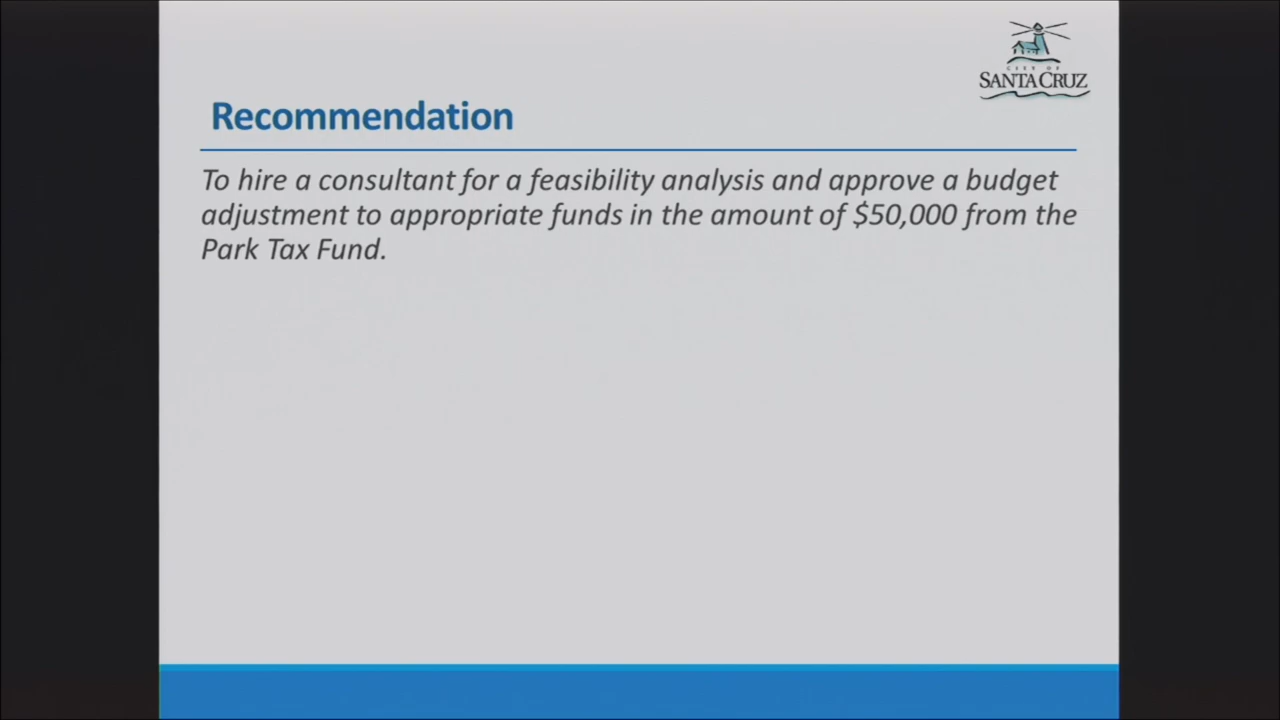 CITY OF
SANTA CRUZ
Recommendation
To hire a consultant for a feasibility analysis and approve a budget
adjustment to appropriate funds in the amount of $50,000 from the
Park Tax Fund.